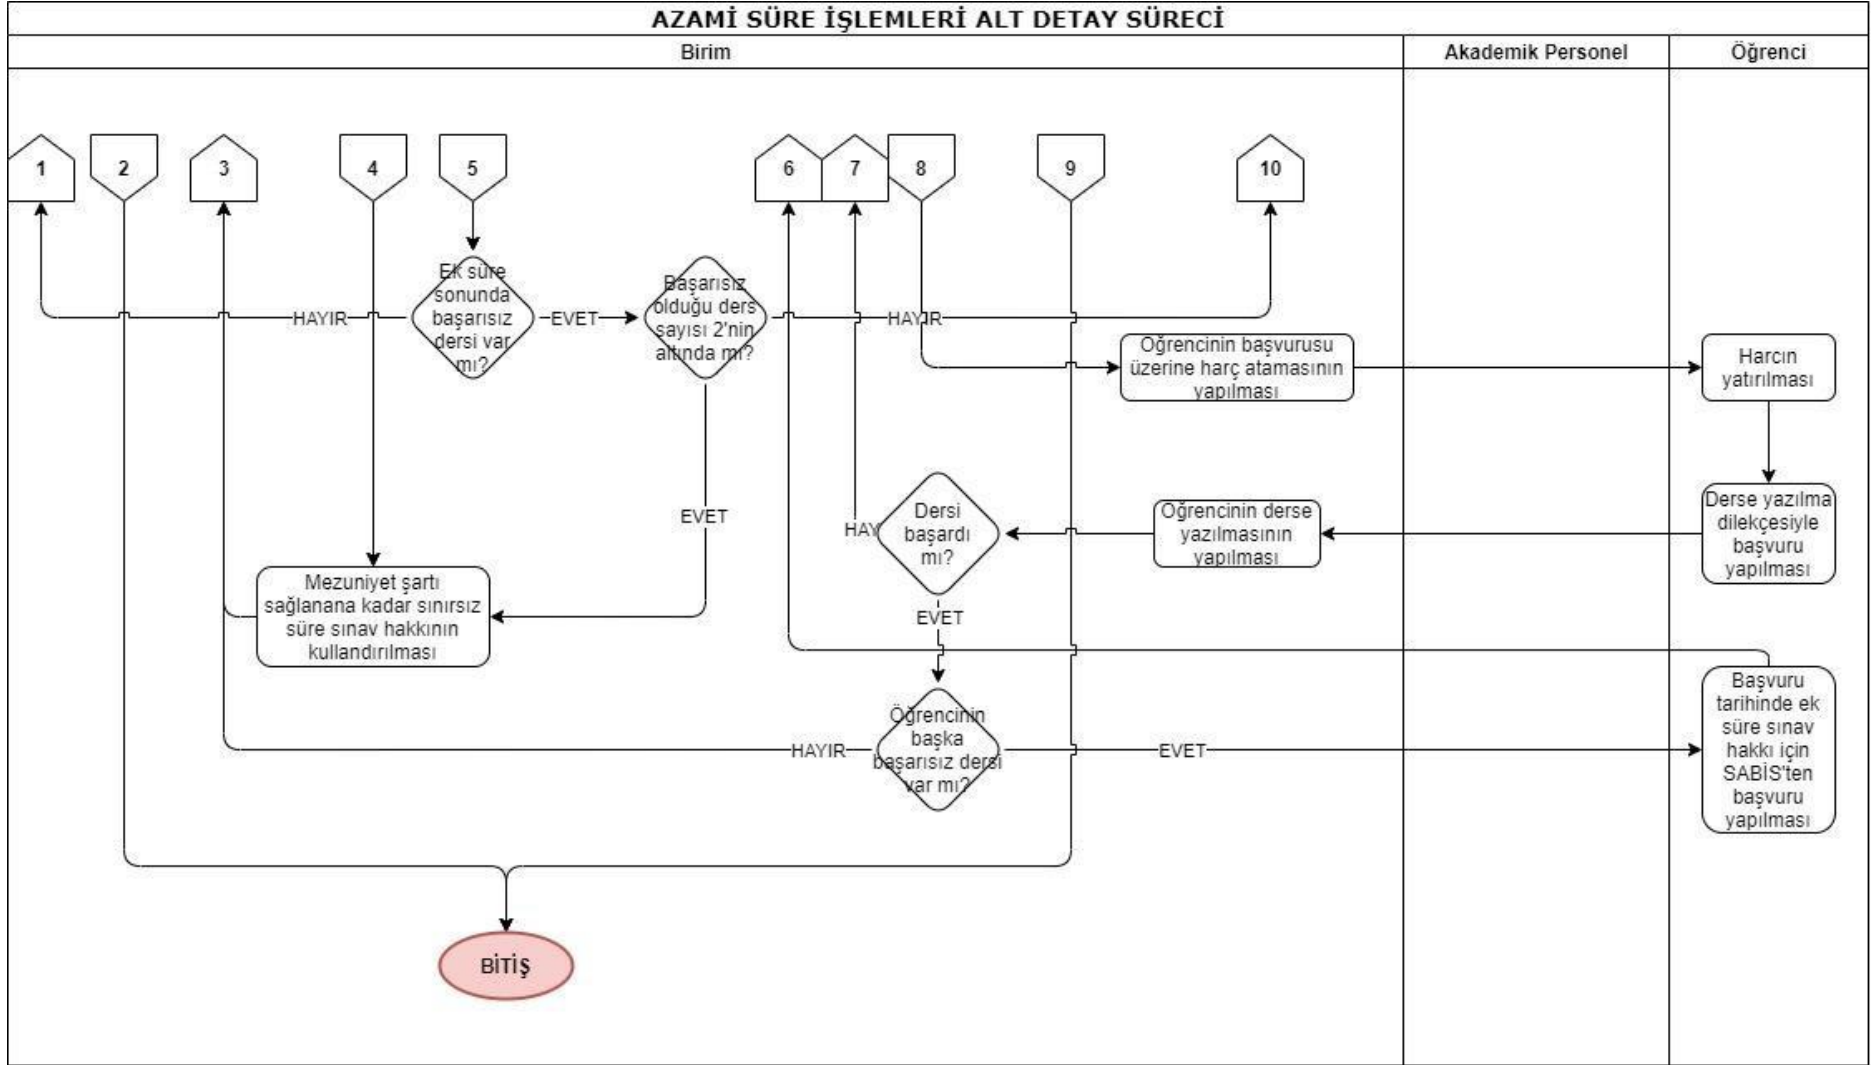 AZAMİ SÜRE İŞLEMLERİ ALT DETAY SÜRECİ
Birim
Akademik Personel
Öğrenci
1
2
3
4
5
6
7
8
9
10
Ek süre
sonunda
başarısız
dersi var
mı?
HAYIR
EVET
Başarısız
olduğu ders
sayısı 2'nin
altında mı?
HAYIR
EVET
Öğrencinin başvurusu
üzerine harç atamasının
yapılması
Harcın
yatırılması
Derse yazılma
dilekçesiyle
başvuru
yapılması
Öğrencinin derse
yazılmasının
yapılması
Dersi
başardı
mı?
HAY
EVET
Mezuniyet şartı
sağlanana kadar sınırsız
süre sınav hakkının
kullandırılması
Öğrencinin
başka
başarısız dersi
var mı?
HAYIR
EVET
Başvuru
tarihinde ek
süre sınav
hakkı için
SABİS'ten
başvuru
yapılması
BİTİŞ